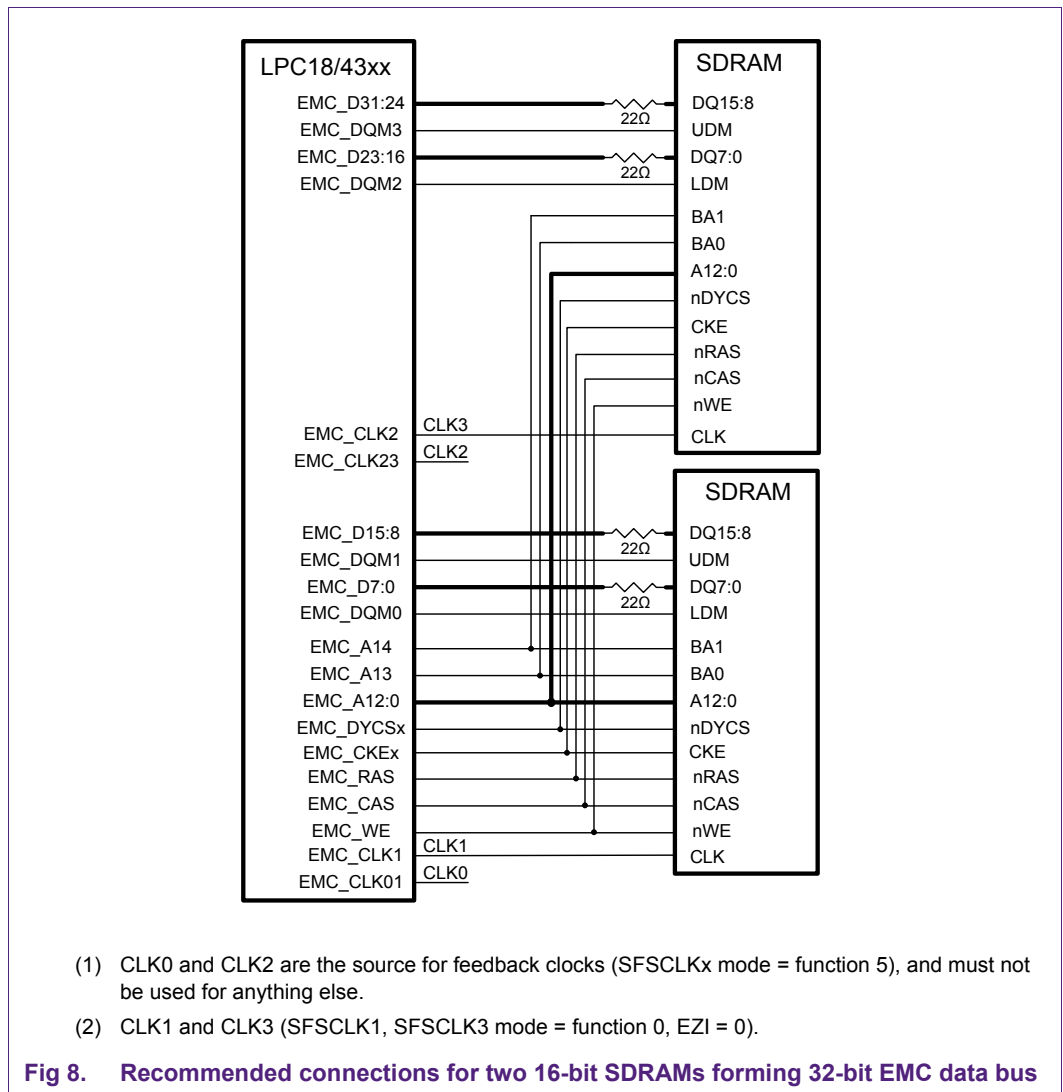 LPC18/43xx
SDRAM
EMC_D31:24
22Ω
DQ15:8
EMC_DQM3
UDM
EMC_D23:16
22Ω
DQ7:0
EMC_DQM2
LDM
BA1
BA0
A12:0
nDYCS
CKE
nRAS
nCAS
nWE
EMC_CLK2
CLK3
CLK
EMC_CLK23
CLK2
SDRAM
EMC_D15:8
22Ω
DQ15:8
EMC_DQM1
UDM
EMC_D7:0
22Ω
DQ7:0
EMC_DQM0
LDM
EMC_A14
BA1
EMC_A13
BA0
EMC_A12:0
A12:0
EMC_DYCSx
nDYCS
EMC_CKEx
CKE
EMC_RAS
nRAS
EMC_CAS
nCAS
EMC_WE
nWE
EMC_CLK1
CLK1
CLK
EMC_CLK01
CLK0
(1) CLK0 and CLK2 are the source for feedback clocks (SFSCLKx mode = function 5), and must not
be used for anything else.
(2) CLK1 and CLK3 (SFSCLK1, SFSCLK3 mode = function 0, EZI = 0).
Fig 8. Recommended connections for two 16-bit SDRAMs forming 32-bit EMC data bus